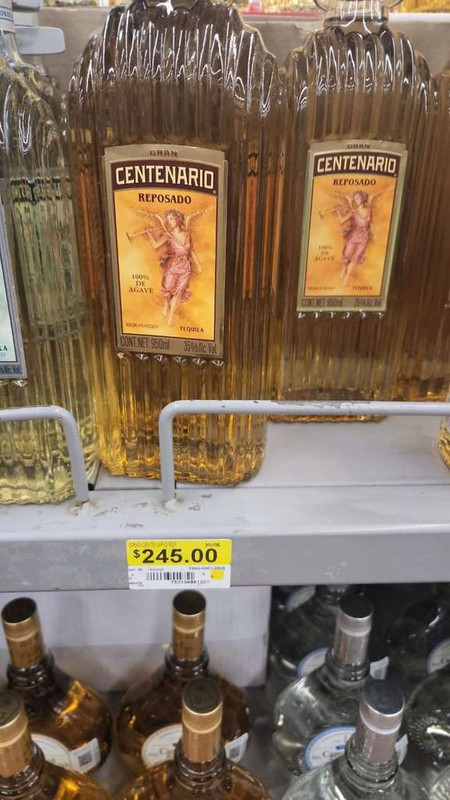 GRAN
CENTENARIO
REPOSADO
100%
DE
AGAVE
TEQUILA
CONT. NET. 950ml 35% Alc. Vol.
GRAN
CENTENARIO
REPOSADO
100%
DE
AGAVE
TEQUILA
CONT. NET. 950ml 35% Alc. Vol.
$245.00